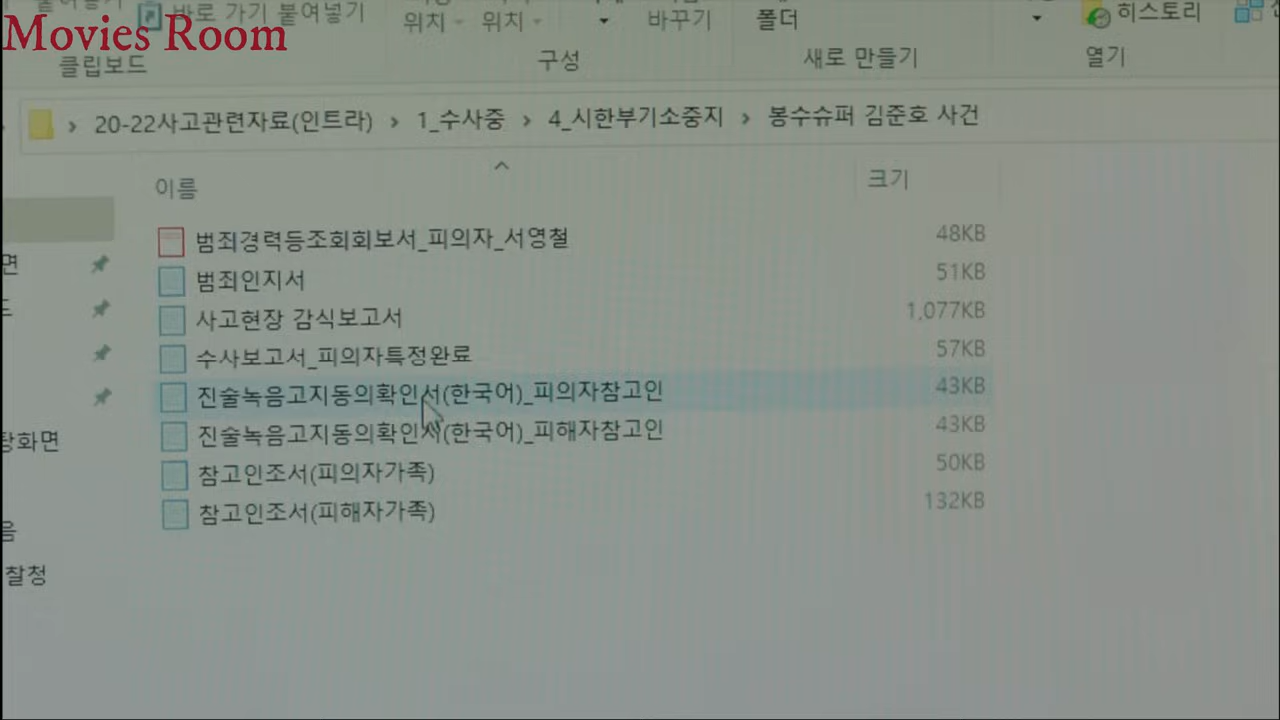 바로 가기 붙여넣기
위치 위치 바꾸기 폴더 히스토리
Movies Room
클립보드 구성 새로 만들기 열기
20-22사고관련자료(인트라) › 1_수사중 › 4_시한부기소중지 › 봉수슈퍼 김준호 사건
이름 크기
범죄경력등조회회보서_피의자_서영철 48KB
범죄인지서 51KB
사고현장 감식보고서 1,077KB
수사보고서_피의자특정완료 57KB
진술녹음고지동의확인서(한국어)_피의자참고인 43KB
진술녹음고지동의확인서(한국어)_피해자참고인 43KB
참고인조서(피의자가족) 50KB
참고인조서(피해자가족) 132KB